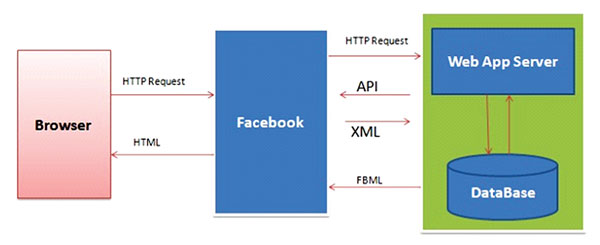 HTTP Request
Web App Server
HTTP Request
API
Browser
Facebook
XML
HTML
FBML
DataBase